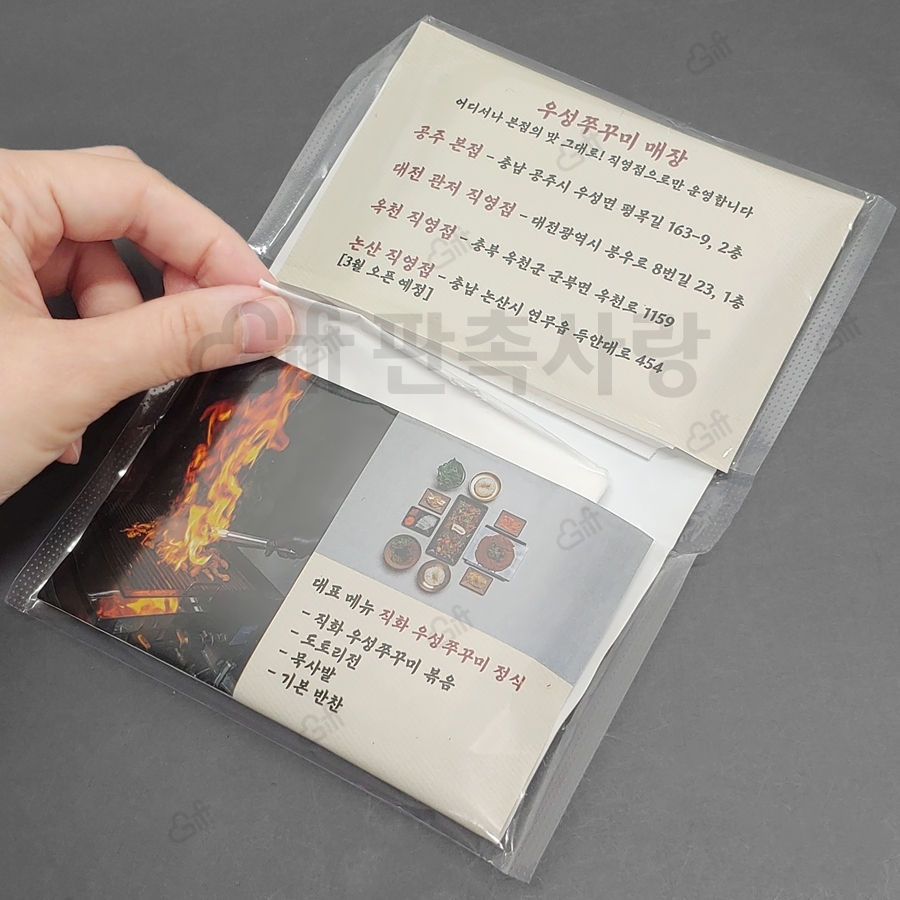 우성쭈꾸미 매장
어디서나 본점의 맛 그대로! 직영점으로만 운영합니다
공주 본점 - 충남 공주시 우성면 평목길 163-9, 2층
대전 관저 직영점 - 대전광역시 봉우로 8번길 23, 1층
옥천 직영점 - 충북 옥천군 군북면 옥천로 1159
논산 직영점 - 충남 논산시 연무읍 득안대로 454
[3월 오픈 예정]
Gift 판촉사랑
대표 메뉴 직화 우성쭈꾸미 정식
- 직화 우성쭈꾸미 볶음
- 도토리전
- 묵사발
- 기본 반찬